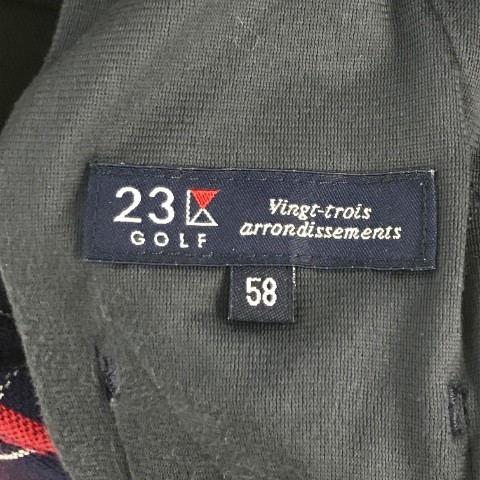 23
GOLF
Vingt-trois
arrondissements
58